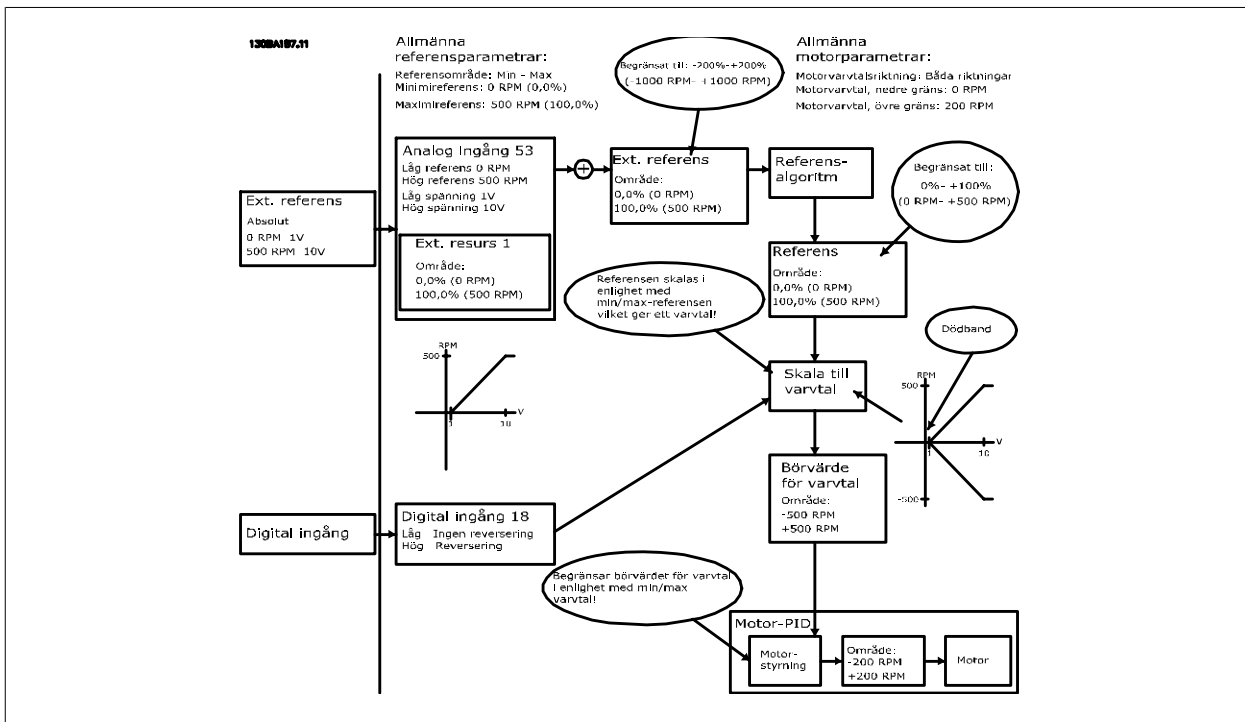 130BA187.11
Allmänna
referensparametrar:
Referensområde: Min - Max
Minimireferens: 0 RPM (0,0%)
Maximireferens: 500 RPM (100,0%)
Begränsat till: -200%-+200%
(-1000 RPM- +1000 RPM)
Allmänna
motorparametrar:
Motorvarvtalsriktning: Båda riktningar
Motorvarvtal, nedre gräns: 0 RPM
Motorvarvtal, övre gräns: 200 RPM
Ext. referens
Absolut
0 RPM 1V
500 RPM 10V
Analog ingång 53
Låg referens 0 RPM
Hög referens 500 RPM
Låg spänning 1V
Hög spänning 10V
Ext. resurs 1
Område:
0,0% (0 RPM)
100,0% (500 RPM)
Ext. referens
Område:
0,0% (0 RPM)
100,0% (500 RPM)
Referens-
algoritm
Begränsat till:
0%- +100%
(0 RPM- +500 RPM)
Referens
Område:
0,0% (0 RPM)
100,0% (500 RPM)
Referensen skalas i
enlighet med
min/max-referensen
vilket ger ett varvtal!
Dödband
RPM
500
V
1
10
Skala till
varvtal
RPM
500
V
1
10
-500
Börvärde
för varvtal
Område:
-500 RPM
+500 RPM
Digital ingång
Digital ingång 18
Låg Ingen reversering
Hög Reversering
Begränsar börvärdet för varvtal
i enlighet med min/max
varvtal!
Motor-PID
Motor-
styrning
Område:
-200 RPM
+200 RPM
Motor